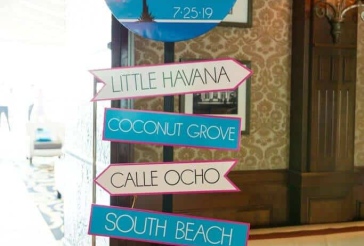 7·25·19
LITTLE HAVANA
COCONUT GROVE
CALLE OCHO
SOUTH BEACH